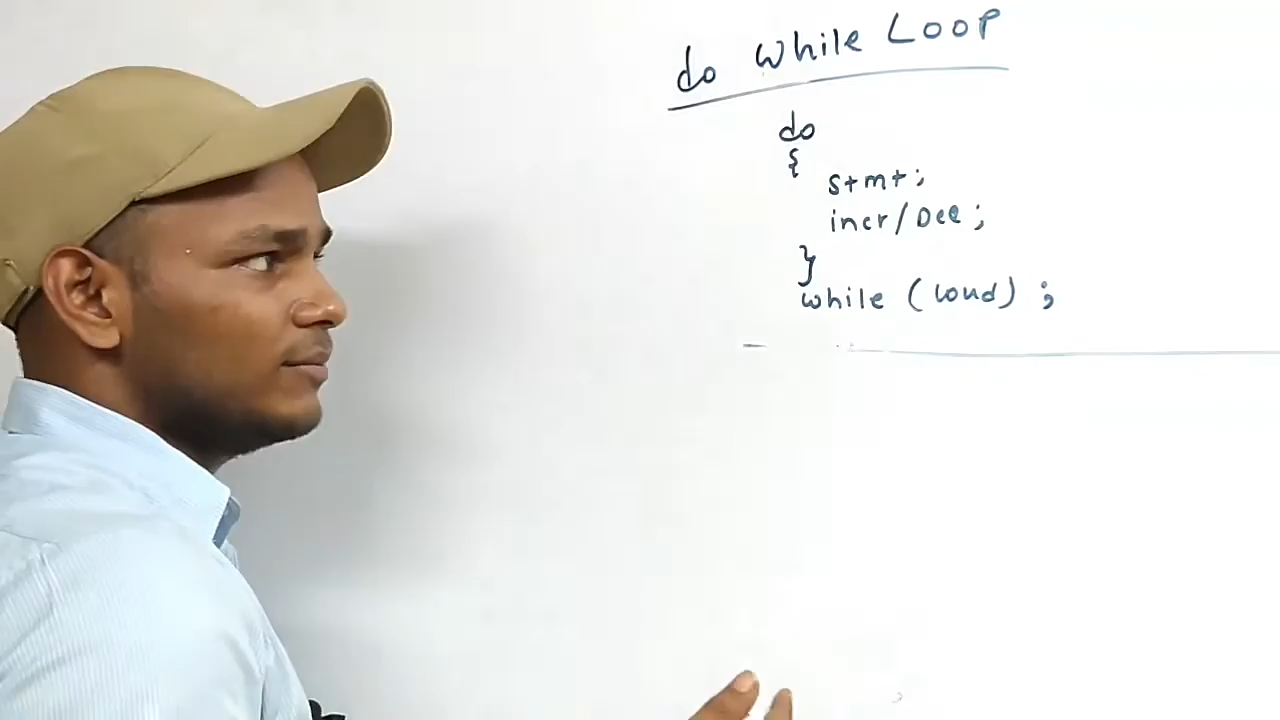 do while Loop
do
{
stmt;
incr/Dec;
}
while (cond);